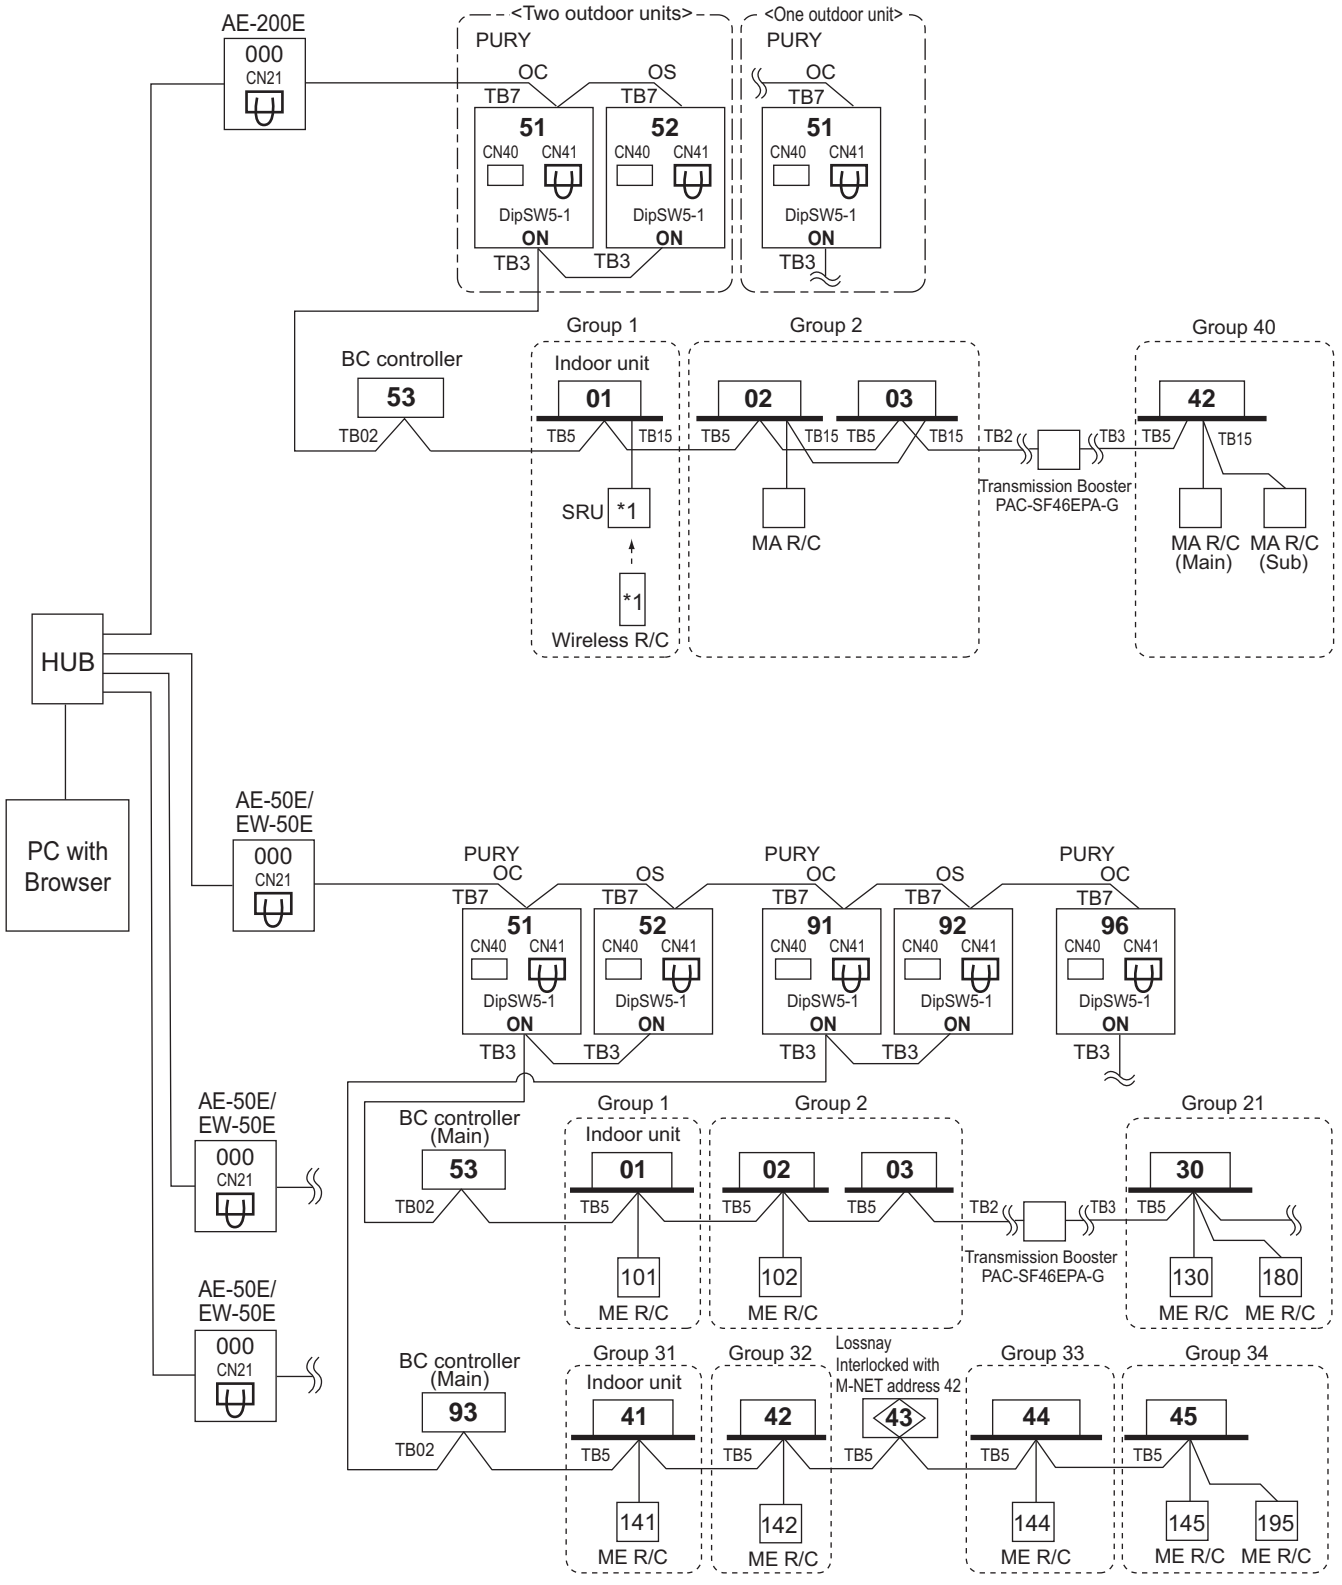 AE-200E
000
CN21
<Two outdoor units>
PURY
OC
OS
TB7
TB7
51
52
CN40 CN41
CN40 CN41
DipSW5-1
DipSW5-1
ON
ON
TB3
TB3
<One outdoor unit>
PURY
OC
TB7
51
CN40 CN41
DipSW5-1
ON
TB3
BC controller
53
TB02
Group 1
Indoor unit
01
TB5
TB15
SRU
*1
*1
Wireless R/C
Group 2
02
03
TB5
TB15
TB5
TB15
MA R/C
TB2
TB3
Transmission Booster
PAC-SF46EPA-G
Group 40
42
TB5
TB15
MA R/C
(Main)
MA R/C
(Sub)
HUB
PC with
Browser
AE-50E/
EW-50E
000
CN21
PURY
OC
OS
TB7
TB7
51
52
CN40 CN41
CN40 CN41
DipSW5-1
DipSW5-1
ON
ON
TB3
TB3
PURY
OC
OS
TB7
TB7
91
92
CN40 CN41
CN40 CN41
DipSW5-1
DipSW5-1
ON
ON
TB3
TB3
PURY
OC
TB7
96
CN40 CN41
DipSW5-1
ON
TB3
AE-50E/
EW-50E
000
CN21
BC controller
(Main)
53
TB02
Group 1
Indoor unit
01
TB5
101
ME R/C
Group 2
02
03
TB5
TB5
102
ME R/C
TB2
TB3
Transmission Booster
PAC-SF46EPA-G
Group 21
30
TB5
130
180
ME R/C
ME R/C
AE-50E/
EW-50E
000
CN21
BC controller
(Main)
93
TB02
Group 31
Indoor unit
41
TB5
141
ME R/C
Group 32
42
TB5
142
ME R/C
Lossnay
Interlocked with
M-NET address 42
43
TB5
Group 33
44
TB5
144
ME R/C
Group 34
45
TB5
145
195
ME R/C
ME R/C